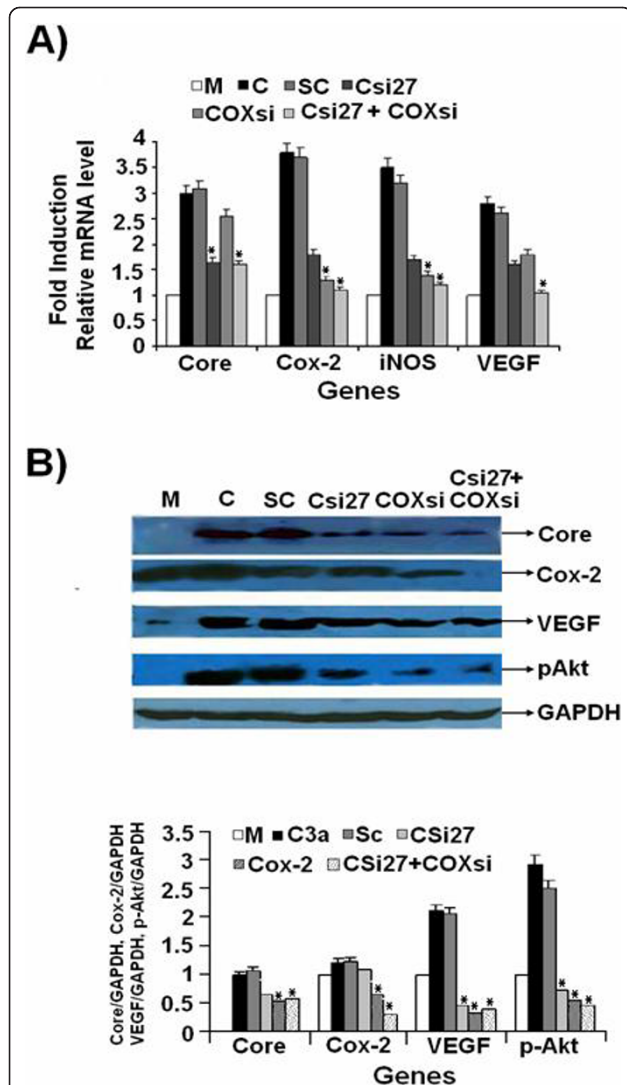 A)
M C SC Csi27
COXsi Csi27 + COXsi
Fold Induction
Relative mRNA level
4
3.5
3
2.5
2
1.5
1
0.5
0
* * * * * * *
Core Cox-2 iNOS VEGF
Genes
B)
M C SC Csi27 COXsi Csi27+
COXsi
Core
Cox-2
VEGF
pAkt
GAPDH
M C3a Sc CSi27
Cox-2 CSi27+COXsi
Core/GAPDH, Cox-2/GAPDH
VEGF/GAPDH, p-Akt/GAPDH
3.5
3
2.5
2
1.5
1
0.5
0
* * * * * * * * * *
Core Cox-2 VEGF p-Akt
Genes